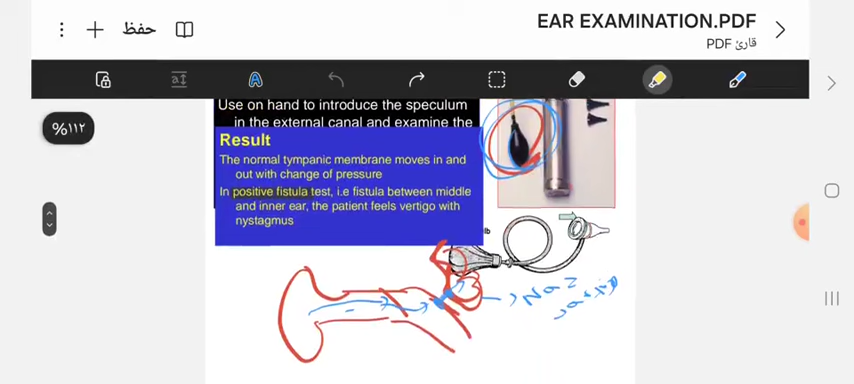 EAR EXAMINATION.PDF
قارئ PDF
حفظ
%١١٢
Use on hand to introduce the speculum
in the external canal and examine the
Result
The normal tympanic membrane moves in and
out with change of pressure
In positive fistula test, i.e fistula between middle
and inner ear, the patient feels vertigo with
nystagmus
lb